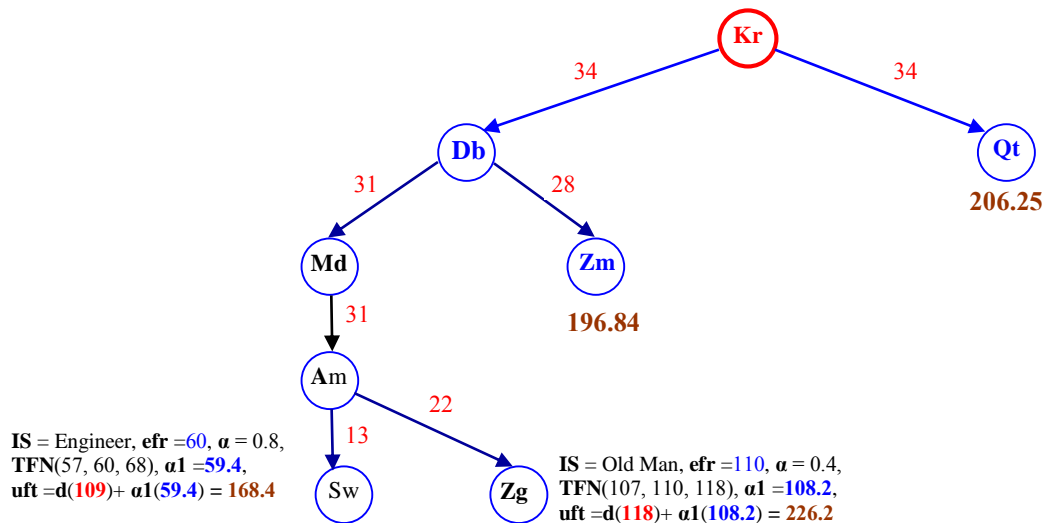 Kr
34
34
Db
Qt
31
28
206.25
Md
Zm
31
196.84
Am
22
13
IS = Engineer, efr =60, α = 0.8,
TFN(57, 60, 68), α1 =59.4,
uft =d(109)+ α1(59.4) = 168.4
Sw
Zg
IS = Old Man, efr =110, α = 0.4,
TFN(107, 110, 118), α1 =108.2,
uft =d(118)+ α1(108.2) = 226.2